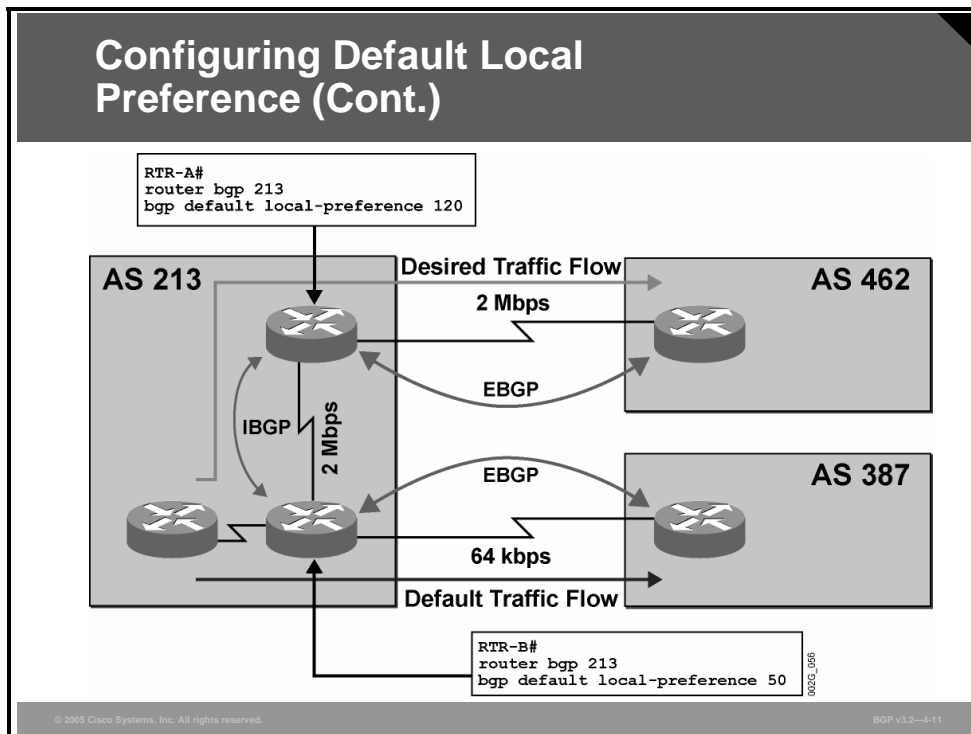 Configuring Default Local
Preference (Cont.)
RTR-A#
router bgp 213
bgp default local-preference 120
AS 213
Desired Traffic Flow
2 Mbps
AS 462
EBGP
IBGP
2 Mbps
EBGP
AS 387
64 kbps
Default Traffic Flow
RTR-B#
router bgp 213
bgp default local-preference 50
002G_056
© 2005 Cisco Systems, Inc. All rights reserved.
BGP v3.2—4-11